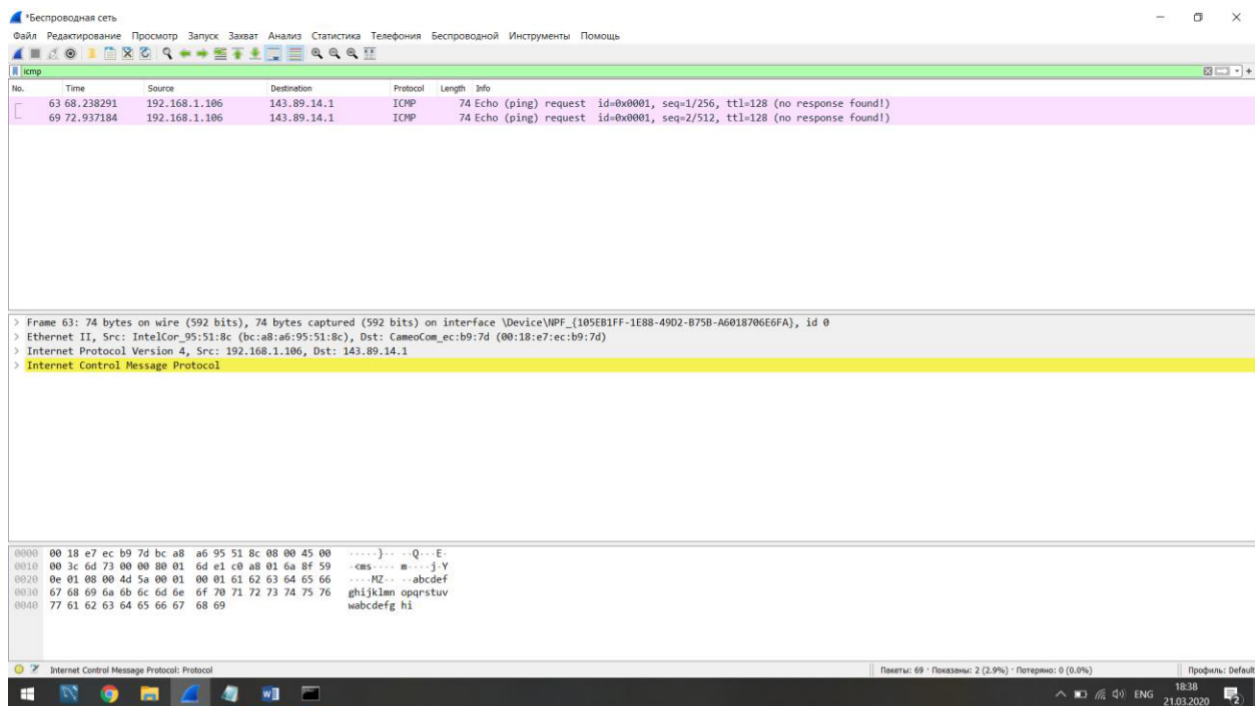 *Беспроводная сеть
Файл Редактирование Просмотр Запуск Захват Анализ Статистика Телефония Беспроводной Инструменты Помощь
icmp
No. Time Source Destination Protocol Length Info
63 68.238291 192.168.1.106 143.89.14.1 ICMP 74 Echo (ping) request id=0x0001, seq=1/256, ttl=128 (no response found!)
69 72.937184 192.168.1.106 143.89.14.1 ICMP 74 Echo (ping) request id=0x0001, seq=2/512, ttl=128 (no response found!)
> Frame 63: 74 bytes on wire (592 bits), 74 bytes captured (592 bits) on interface \Device\NPF_{105EB1FF-1E88-49D2-B75B-A6018706E6FA}, id 0
> Ethernet II, Src: IntelCor_95:51:8c (bc:a8:a6:95:51:8c), Dst: CameoCom_ec:b9:7d (00:18:e7:ec:b9:7d)
> Internet Protocol Version 4, Src: 192.168.1.106, Dst: 143.89.14.1
> Internet Control Message Protocol
0000 00 18 e7 ec b9 7d bc a8 a6 95 51 8c 08 00 45 00 ·····}·· ··Q···E·
0010 00 3c 6d 73 00 00 80 01 6d e1 c0 a8 01 6a 8f 59 ·<ms···· m····j·Y
0020 0e 01 08 00 4d 5a 00 01 00 01 61 62 63 64 65 66 ····MZ·· ··abcdef
0030 67 68 69 6a 6b 6c 6d 6e 6f 70 71 72 73 74 75 76 ghijklmn opqrstuv
0040 77 61 62 63 64 65 66 67 68 69 wabcdefg hi
Internet Control Message Protocol: Protocol
Пакеты: 69 · Показаны: 2 (2.9%) · Потеряно: 0 (0.0%)
Профиль: Default
ENG
18:38
21.03.2020
2